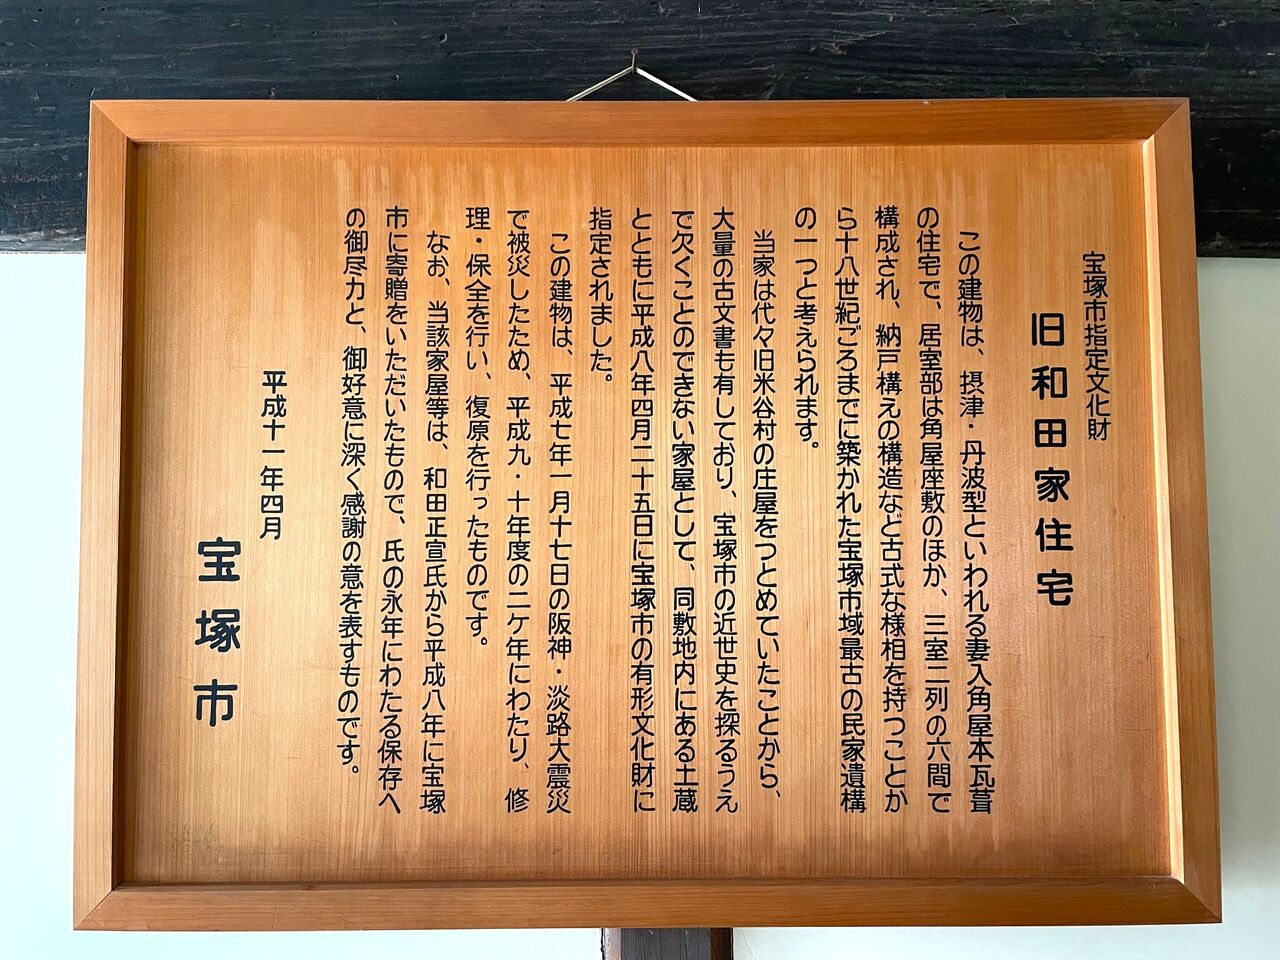 宝塚市指定文化財
旧和田家住宅
この建物は、摂津・丹波型といわれる妻入角屋本瓦葺
の住宅で、居室部は角屋座敷のほか、三室二列の六間で
構成され、納戸構えの構造など古式な様相を持つことか
ら十八世紀ごろまでに築かれた宝塚市域最古の民家遺構
の一つと考えられます。
当家は代々旧米谷村の庄屋をつとめていたことから、
大量の古文書も有しており、宝塚市の近世史を探るうえ
で欠くことのできない家屋として、同敷地内にある土蔵
とともに平成八年四月二十五日に宝塚市の有形文化財に
指定されました。
この建物は、平成七年一月十七日の阪神・淡路大震災
で被災したため、平成九・十年度の二ケ年にわたり、修
理・保全を行い、復原を行ったものです。
なお、当該家屋等は、和田正宣氏から平成八年に宝塚
市に寄贈をいただいたもので、氏の永年にわたる保存へ
の御尽力と、御好意に深く感謝の意を表すものです。
平成十一年四月
宝塚市